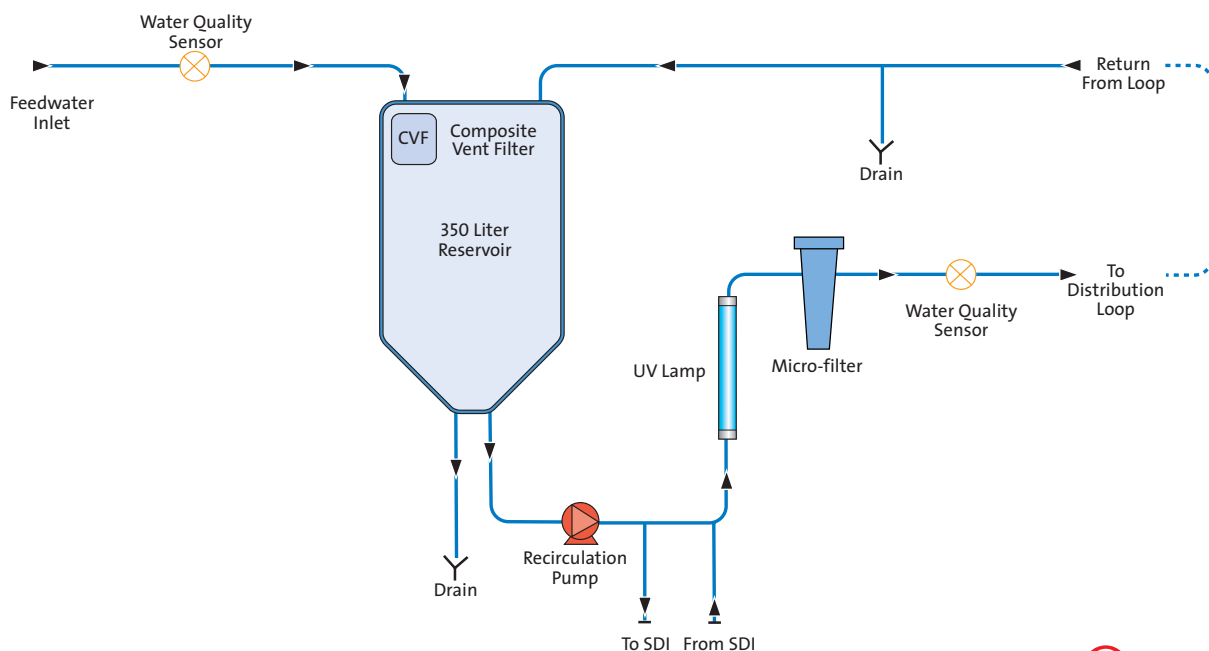 Water Quality
Sensor
Feedwater
Inlet
Return
From Loop
CVF
Composite
Vent Filter
Drain
350 Liter
Reservoir
To
Distribution
Loop
Water Quality
Sensor
Micro-filter
UV Lamp
Recirculation
Pump
Drain
To SDI
From SDI